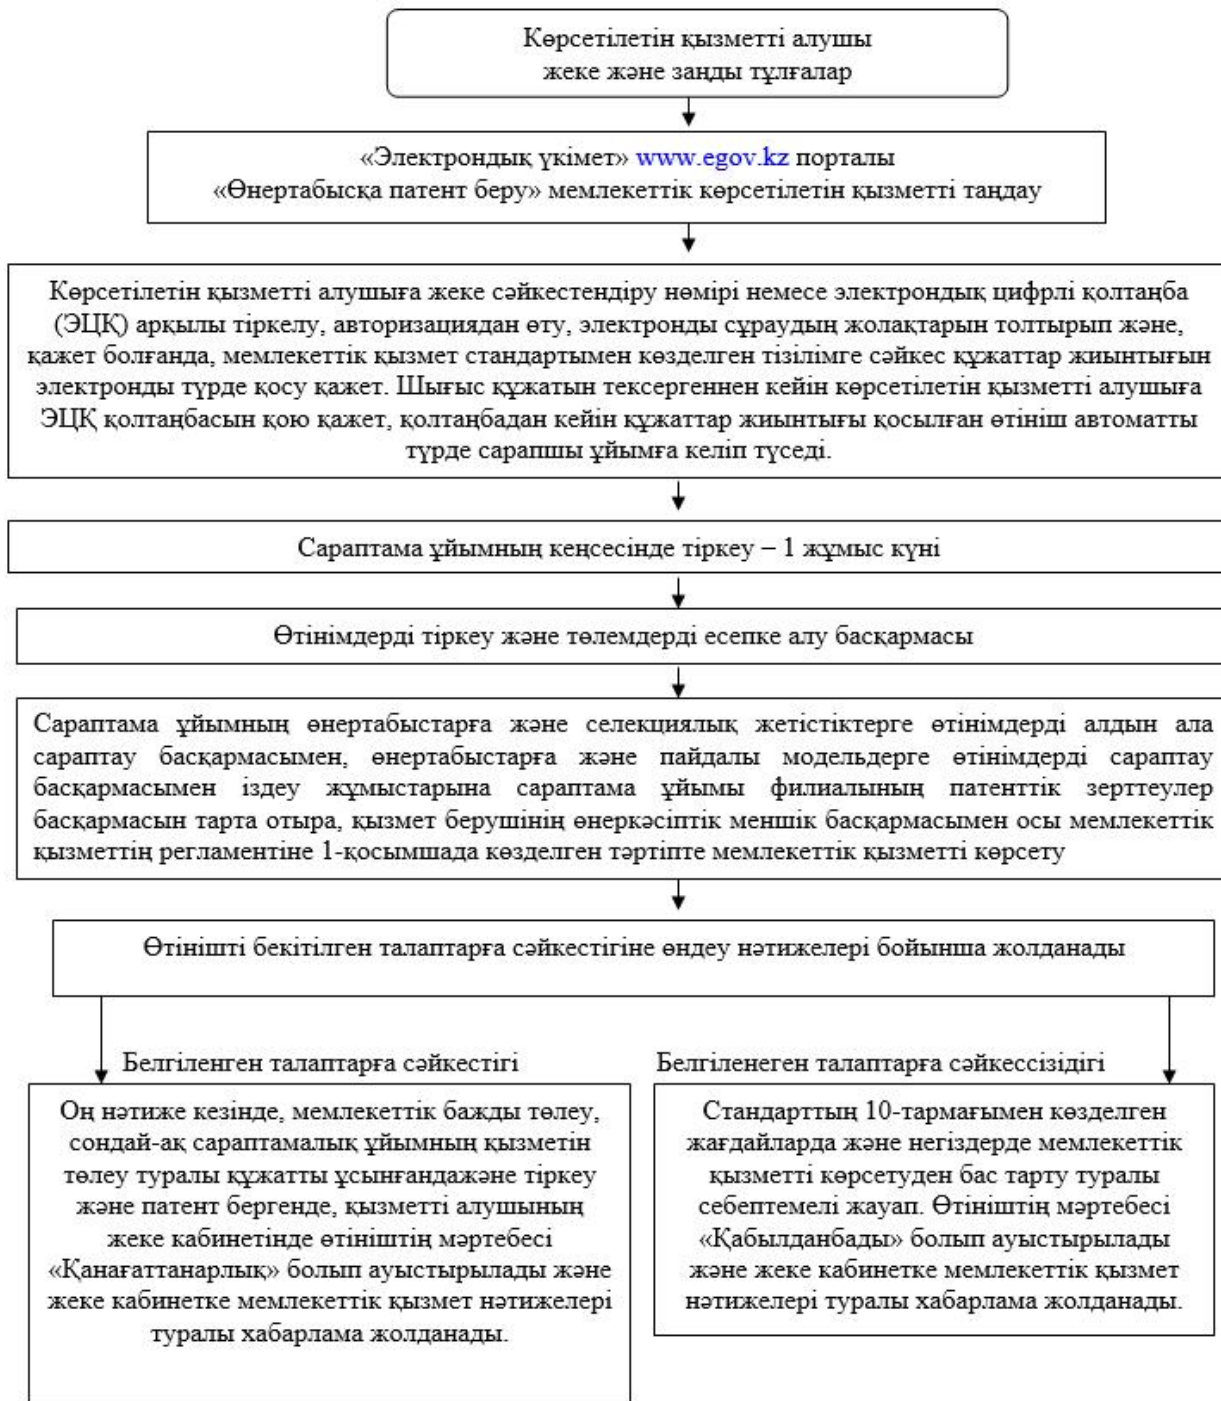 Көрсетілетін қызметті алушы
жеке және заңды тұлғалар
«Электрондық үкімет» www.egov.kz порталы
«Өнертабысқа патент беру» мемлекеттік көрсетілетін қызметті таңдау
Көрсетілетін қызметті алушыға жеке сәйкестендіру нөмірі немесе электрондық цифрлі қолтаңба
(ЭЦҚ) арқылы тіркелу, авторизациядан өту, электронды сұраудың жолақтарын толтырып және,
қажет болғанда, мемлекеттік қызмет стандартымен көзделген тізілімге сәйкес құжаттар жиынтығын
электронды түрде қосу қажет. Шығыс құжатын тексергеннен кейін көрсетілетін қызметті алушыға
ЭЦҚ қолтаңбасын қою қажет, қолтаңбадан кейін құжаттар жиынтығы қосылған өтініш автоматты
түрде сарапшы ұйымға келіп түседі.
Сараптама ұйымның кеңсесінде тіркеу – 1 жұмыс күні
Өтінімдерді тіркеу және төлемдерді есепке алу басқармасы
Сараптама ұйымның өнертабыстарға және селекциялық жетістіктерге өтінімдерді алдын ала
сараптау басқармасымен, өнертабыстарға және пайдалы модельдерге өтінімдерді сараптау
басқармасымен іздеу жұмыстарына сараптама ұйымы филиалының патенттік зерттеулер
басқармасын тарта отыра, қызмет берушінің өнеркәсіптік меншік басқармасымен осы мемлекеттік
қызметтің регламентіне 1-қосымшада көзделген тәртіпте мемлекеттік қызметті көрсету
Өтінішті бекітілген талаптарға сәйкестігіне өндеу нәтижелері бойынша жолданады
Белгіленген талаптарға сәйкестігі
Оң нәтиже кезінде, мемлекеттік бажды төлеу,
сондай-ақ сараптамалық ұйымның қызметін
төлеу туралы құжатты ұсынғандажәне тіркеу
және патент бергенде, қызметті алушының
жеке кабинетінде өтініштің мәртебесі
«Қанағаттанарлық» болып ауыстырылады және
жеке кабинетке мемлекеттік қызмет нәтижелері
туралы хабарлама жолданады.
Белгіленеген талаптарға сәйкессізідігі
Стандарттың 10-тармағымен көзделген
жағдайларда және негіздерде мемлекеттік
қызметті көрсетуден бас тарту туралы
себептемелі жауап. Өтініштің мәртебесі
«Қабылданбады» болып ауыстырылады
және жеке кабинетке мемлекеттік қызмет
нәтижелері туралы хабарлама жолданады.